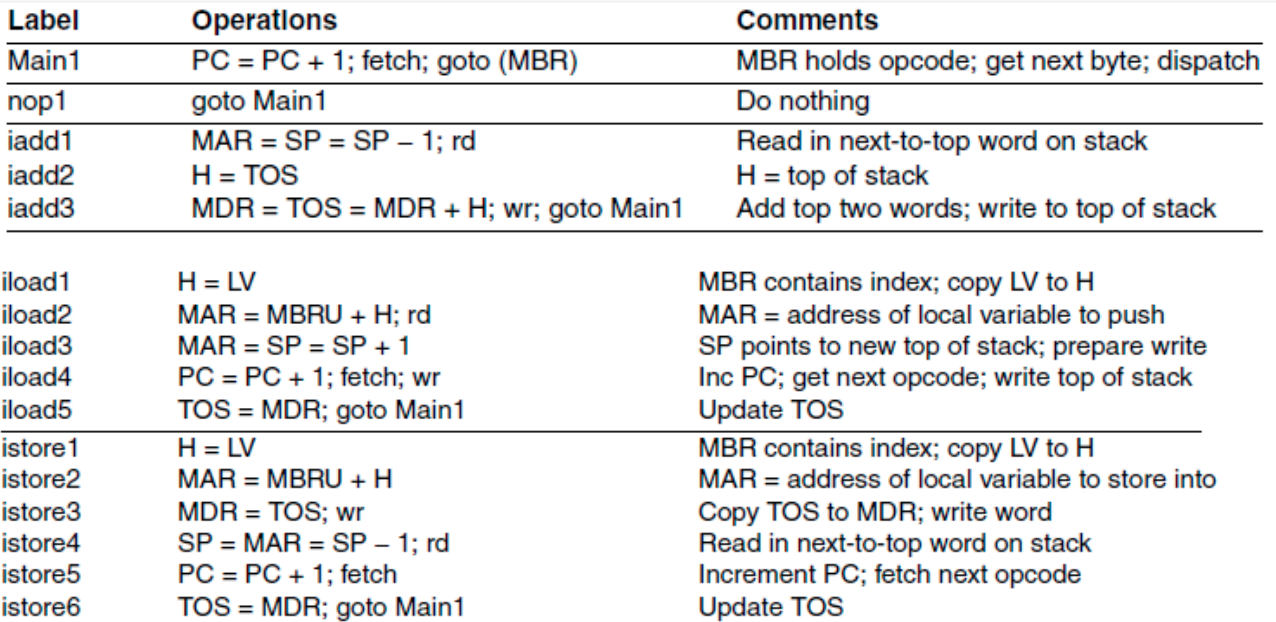 Label Operations Comments
Main1 PC = PC + 1; fetch; goto (MBR) MBR holds opcode; get next byte; dispatch
nop1 goto Main1 Do nothing
iadd1 MAR = SP = SP – 1; rd Read in next-to-top word on stack
iadd2 H = TOS H = top of stack
iadd3 MDR = TOS = MDR + H; wr; goto Main1 Add top two words; write to top of stack
iload1 H = LV MBR contains index; copy LV to H
iload2 MAR = MBRU + H; rd MAR = address of local variable to push
iload3 MAR = SP = SP + 1 SP points to new top of stack; prepare write
iload4 PC = PC + 1; fetch; wr Inc PC; get next opcode; write top of stack
iload5 TOS = MDR; goto Main1 Update TOS
istore1 H = LV MBR contains index; copy LV to H
istore2 MAR = MBRU + H MAR = address of local variable to store into
istore3 MDR = TOS; wr Copy TOS to MDR; write word
istore4 SP = MAR = SP – 1; rd Read in next-to-top word on stack
istore5 PC = PC + 1; fetch Increment PC; fetch next opcode
istore6 TOS = MDR; goto Main1 Update TOS